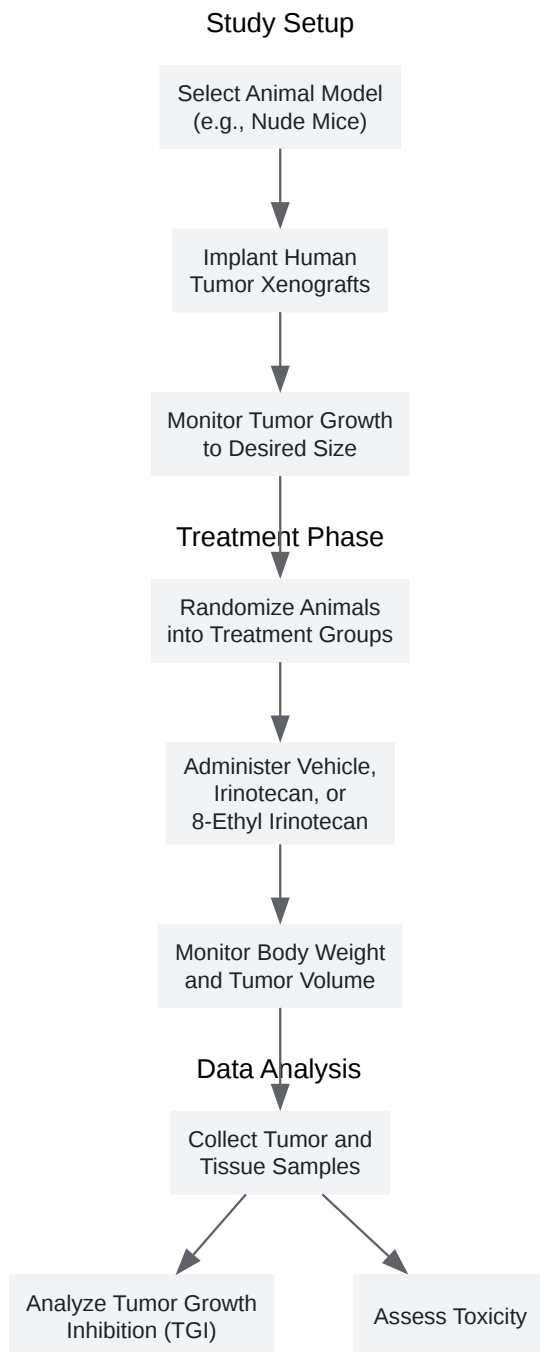 Study Setup
Select Animal Model
(e.g., Nude Mice)
Implant Human
Tumor Xenografts
Monitor Tumor Growth
to Desired Size
Treatment Phase
Randomize Animals
into Treatment Groups
Administer Vehicle,
Irinotecan, or
8-Ethyl Irinotecan
Monitor Body Weight
and Tumor Volume
Data Analysis
Collect Tumor and
Tissue Samples
Analyze Tumor Growth
Inhibition (TGI)
Assess Toxicity